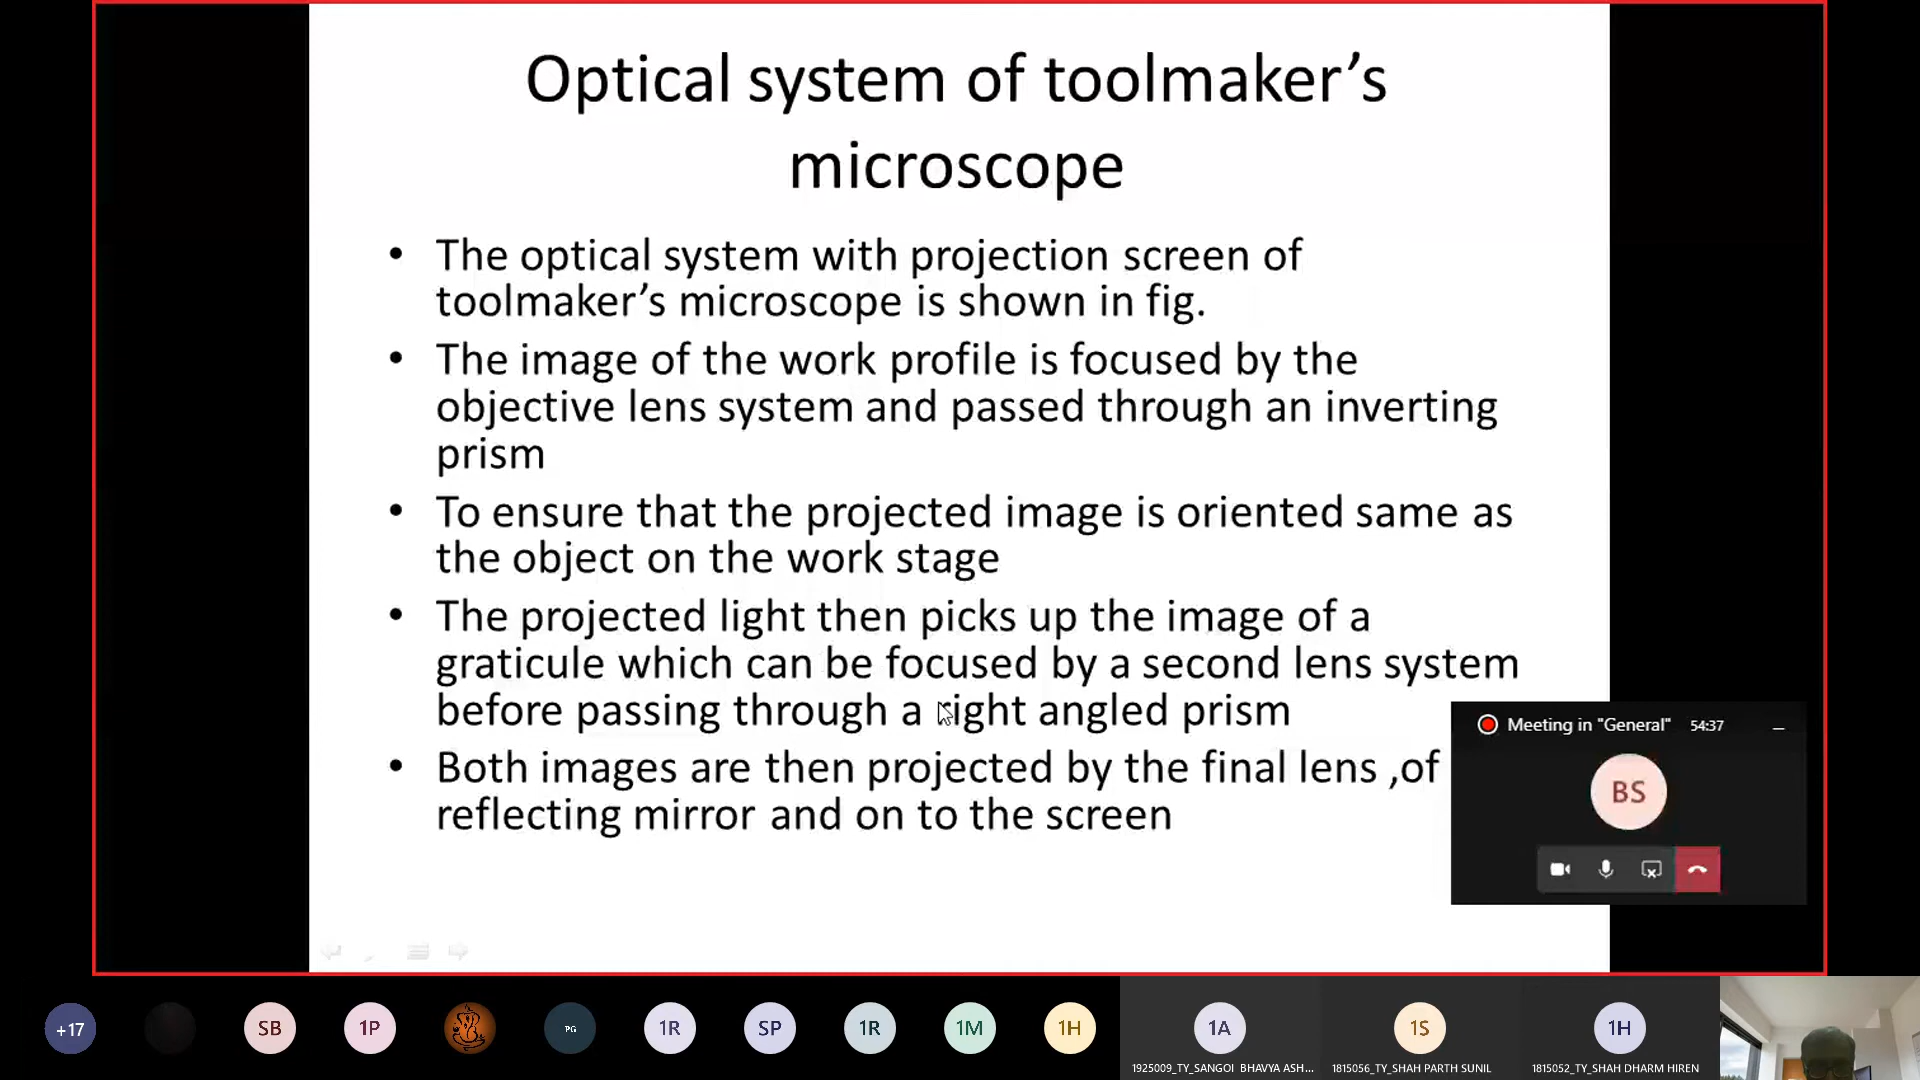 Optical system of toolmaker’s
microscope
• The optical system with projection screen of
toolmaker’s microscope is shown in fig.
• The image of the work profile is focused by the
objective lens system and passed through an inverting
prism
• To ensure that the projected image is oriented same as
the object on the work stage
• The projected light then picks up the image of a
graticule which can be focused by a second lens system
before passing through a right angled prism
• Both images are then projected by the final lens ,of
reflecting mirror and on to the screen
Meeting in "General" 54:37
BS
+17
SB
1P
PG
1R
SP
1R
1M
1H
1A
1S
1H
1925009_TY_SANGOI BHAVYA ASH...
1815056_TY_SHAH PARTH SUNIL
1815052_TY_SHAH DHARM HIREN